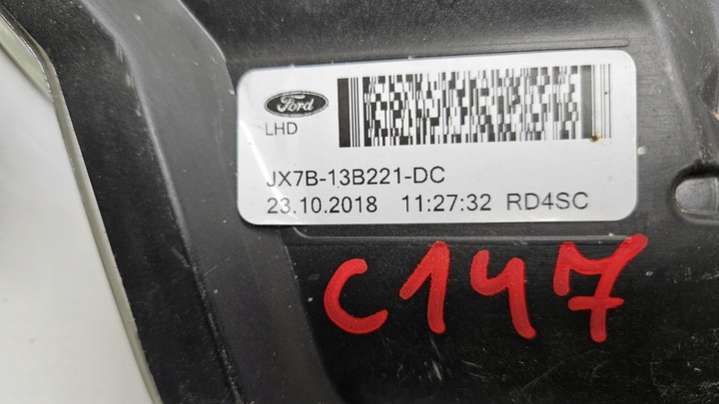 Ford
LHD
JX7B-13B221-DC
23.10.2018 11:27:32 RD4SC
C147